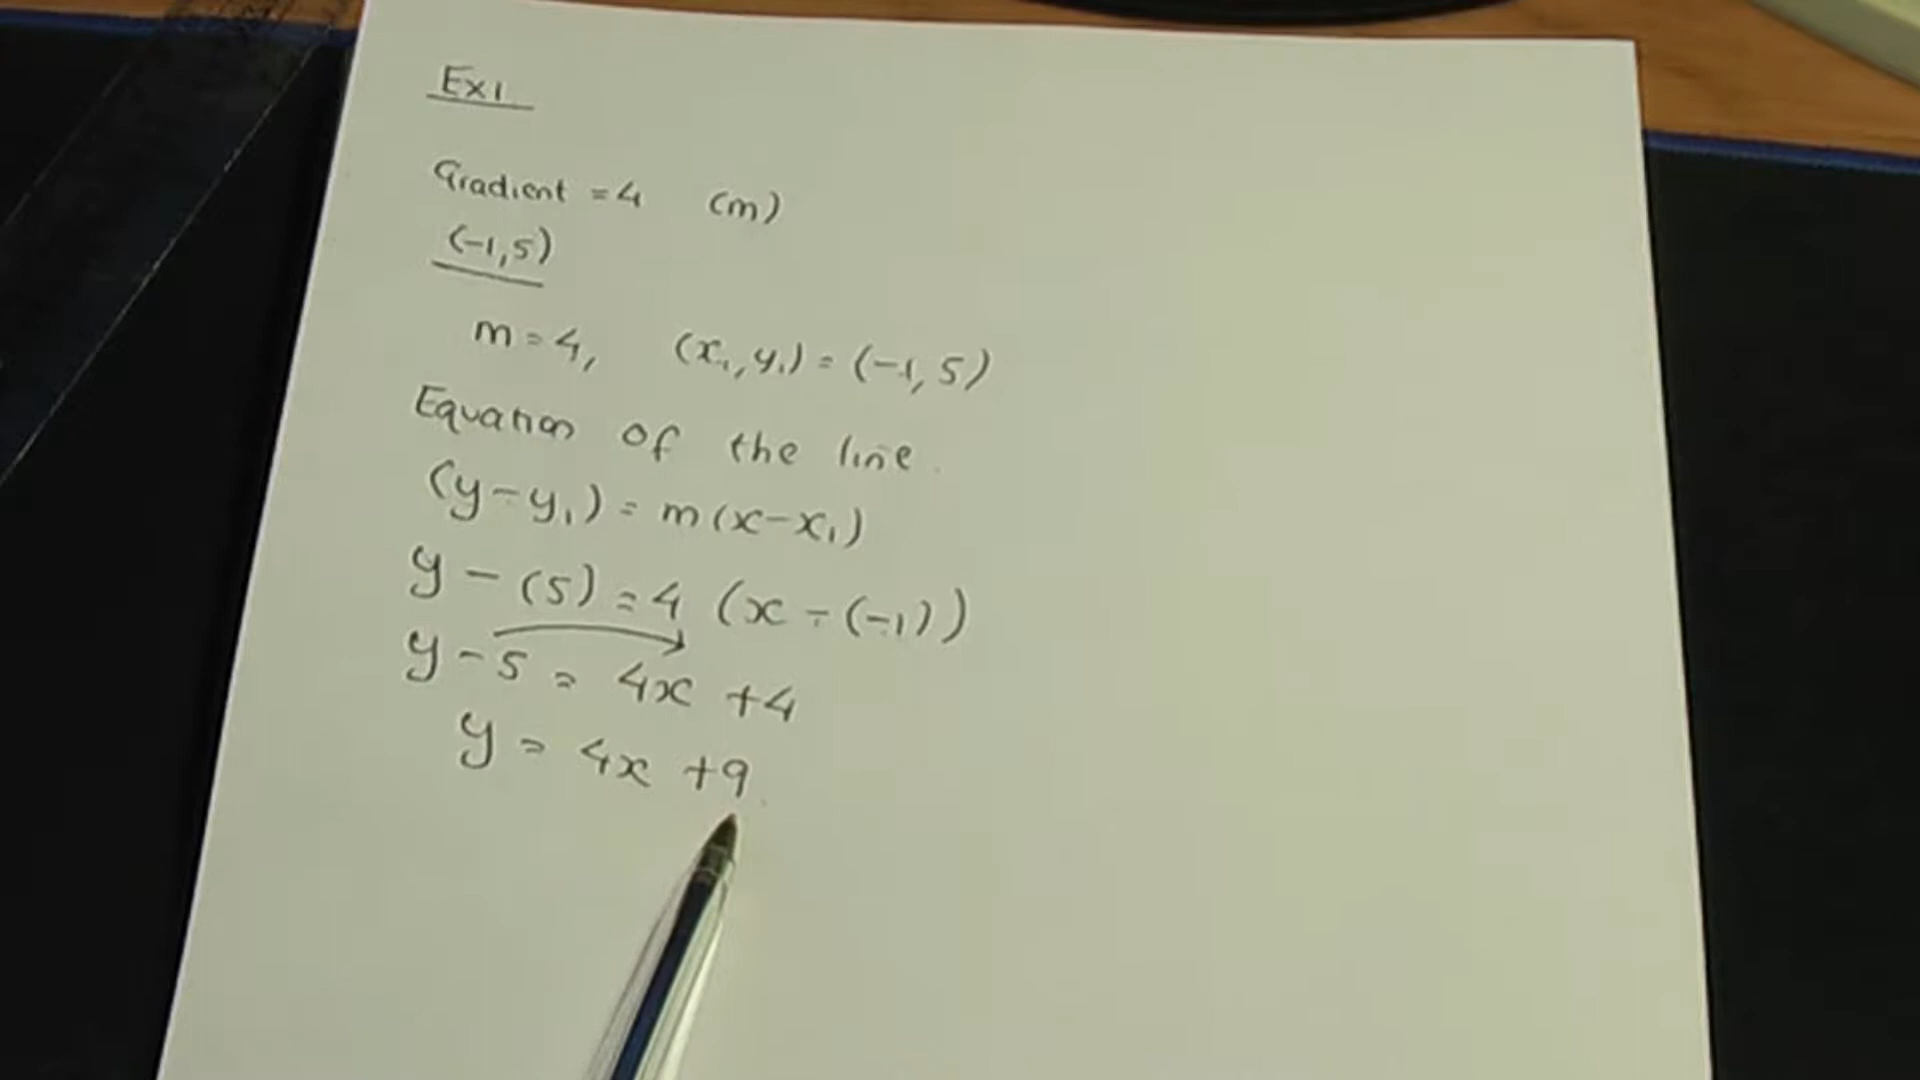 Ex1
Gradient = 4 (m)
(-1,5)
m = 4, (x₁,y₁) = (-1,5)
Equation of the line.
(y-y₁) = m(x-x₁)
y - (5) = 4 (x - (-1))
y - 5 = 4x + 4
y = 4x + 9